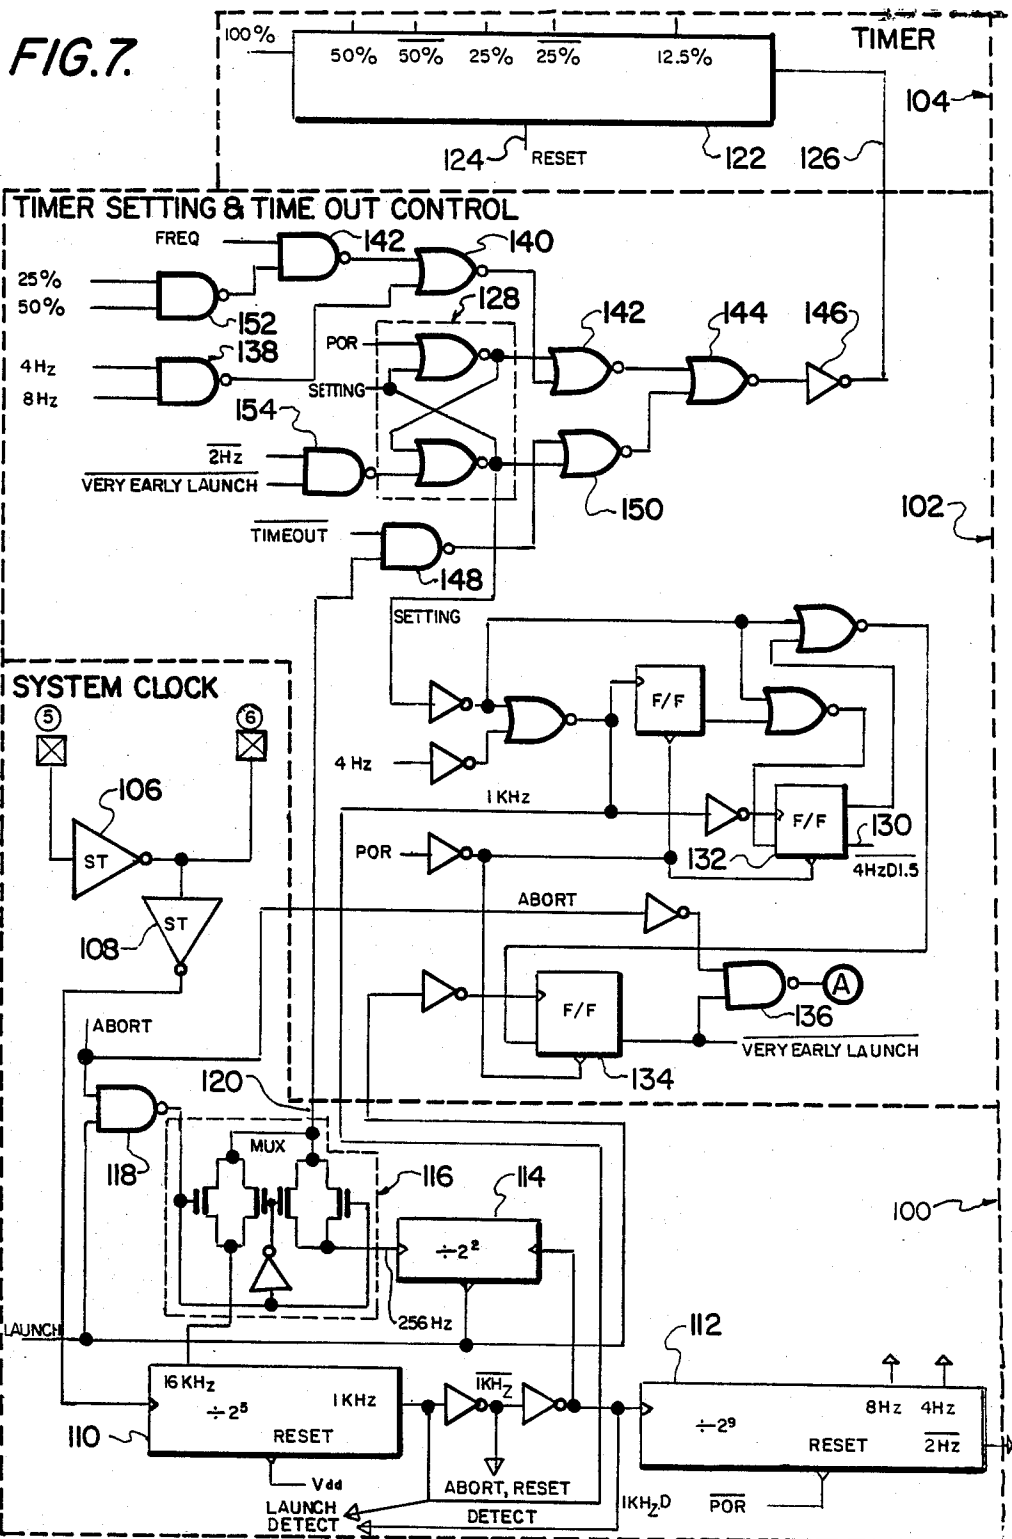 FIG.7.
TIMER
100%
50% 50% 25% 25% 12.5%
104
124 RESET 122 126
TIMER SETTING & TIME OUT CONTROL
FREQ 142 140
25%
50%
152
128
138
POR 142 144 146
4 Hz
8 Hz
SETTING
154
2Hz
VERY EARLY LAUNCH
150
102
TIMEOUT
148
SETTING
SYSTEM CLOCK
5 6
F/F
4 Hz
106
1 KHz
ST
F/F 130
POR
132
4HzD1.5
ST
108
ABORT
A
F/F
136
ABORT
VERY EARLY LAUNCH
134
120
118 MUX 116 114
100
÷2²
256 Hz
LAUNCH
112
16 KHz
1 KHz
1KHz
8Hz 4Hz
÷2⁵
÷2⁹
110
RESET
RESET 2Hz
Vdd
ABORT, RESET
LAUNCH
DETECT
DETECT
1KHz.D POR